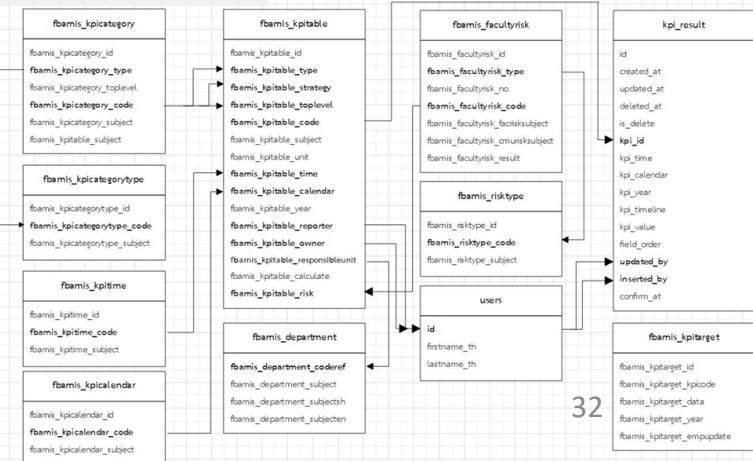 fbamis_kpicategory
fbamis_kpicategory_id
fbamis_kpicategory_type
fbamis_kpicategory_toplevel
fbamis_kpicategory_code
fbamis_kpicategory_subject
fbamis_kpitable_subject
fbamis_kpicategorytype
fbamis_kpicategorytype_id
fbamis_kpicategorytype_code
fbamis_kpicategorytype_subject
fbamis_kpitime
fbamis_kpitime_id
fbamis_kpitime_code
fbamis_kpitime_subject
fbamis_kpicalendar
fbamis_kpicalendar_id
fbamis_kpicalendar_code
fbamis_kpicalendar_subject
fbamis_kpitable
fbamis_kpitable_id
fbamis_kpitable_type
fbamis_kpitable_strategy
fbamis_kpitable_toplevel
fbamis_kpitable_code
fbamis_kpitable_subject
fbamis_kpitable_unit
fbamis_kpitable_time
fbamis_kpitable_calendar
fbamis_kpitable_year
fbamis_kpitable_reporter
fbamis_kpitable_owner
fbamis_kpitable_responsibleunit
fbamis_kpitable_calculate
fbamis_kpitable_risk
fbamis_department
fbamis_department_coderef
fbamis_department_subject
fbamis_department_subjectsh
fbamis_department_subjecten
fbamis_facultyrisk
fbamis_facultyrisk_id
fbamis_facultyrisk_type
fbamis_facultyrisk_no
fbamis_facultyrisk_code
fbamis_facultyrisk_facrisksubject
fbamis_facultyrisk_cmurisksubject
fbamis_facultyrisk_result
fbamis_risktype
fbamis_risktype_id
fbamis_risktype_code
fbamis_risktype_subject
users
id
firstname_th
lastname_th
kpi_result
id
created_at
updated_at
deleted_at
is_delete
kpi_id
kpi_time
kpi_calendar
kpi_year
kpi_timeline
kpi_value
field_order
updated_by
inserted_by
confirm_at
fbamis_kpitarget
fbamis_kpitarget_id
fbamis_kpitarget_kpicode
fbamis_kpitarget_data
fbamis_kpitarget_year
fbamis_kpitarget_empupdate
32